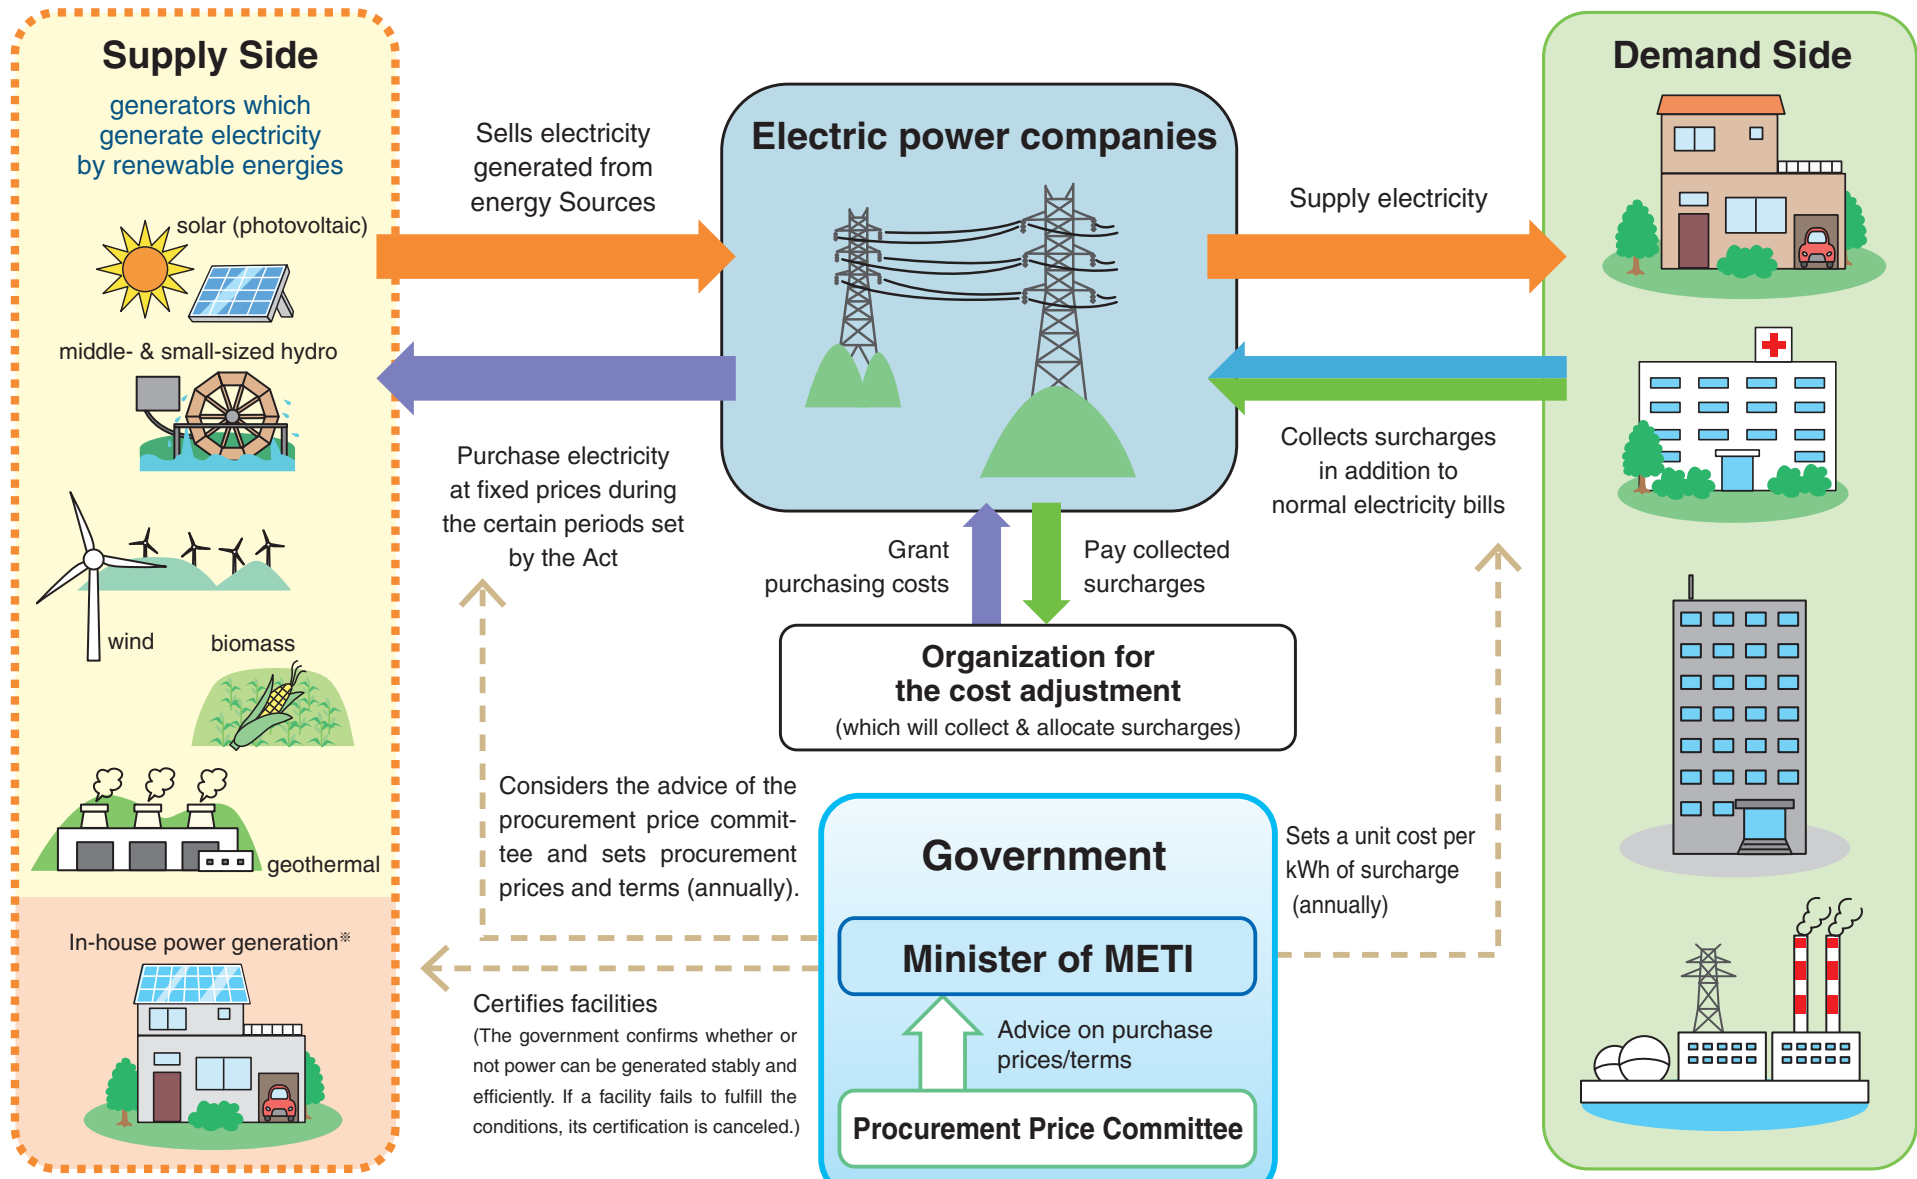 Supply Side
generators which
generate electricity
by renewable energies
solar (photovoltaic)
middle- & small-sized hydro
wind
biomass
geothermal
In-house power generation※
Sells electricity
generated from
energy Sources
Purchase electricity
at fixed prices during
the certain periods set
by the Act
Electric power companies
Supply electricity
Collects surcharges
in addition to
normal electricity bills
Grant
purchasing costs
Pay collected
surcharges
Organization for
the cost adjustment
(which will collect & allocate surcharges)
Considers the advice of the
procurement price commit-
tee and sets procurement
prices and terms (annually).
Certifies facilities
(The government confirms whether or
not power can be generated stably and
efficiently. If a facility fails to fulfill the
conditions, its certification is canceled.)
Government
Minister of METI
Advice on purchase
prices/terms
Procurement Price Committee
Sets a unit cost per
kWh of surcharge
(annually)
Demand Side